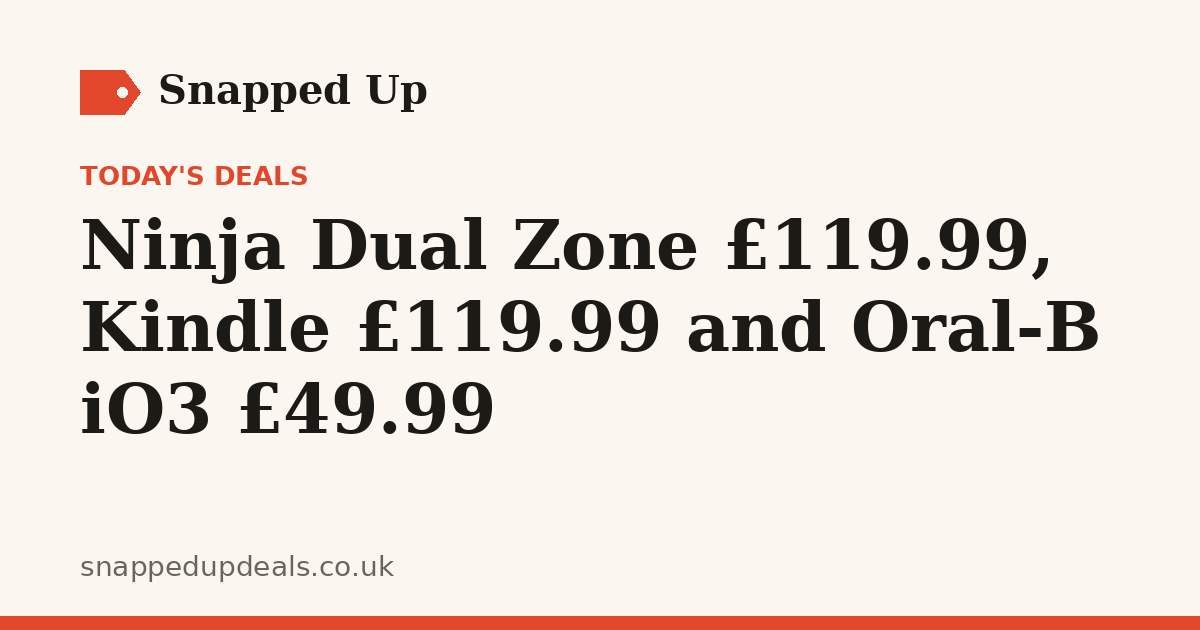 Snapped Up
TODAY'S DEALS
Ninja Dual Zone £119.99,
Kindle £119.99 and Oral-B
iO3 £49.99
snappedupdeals.co.uk